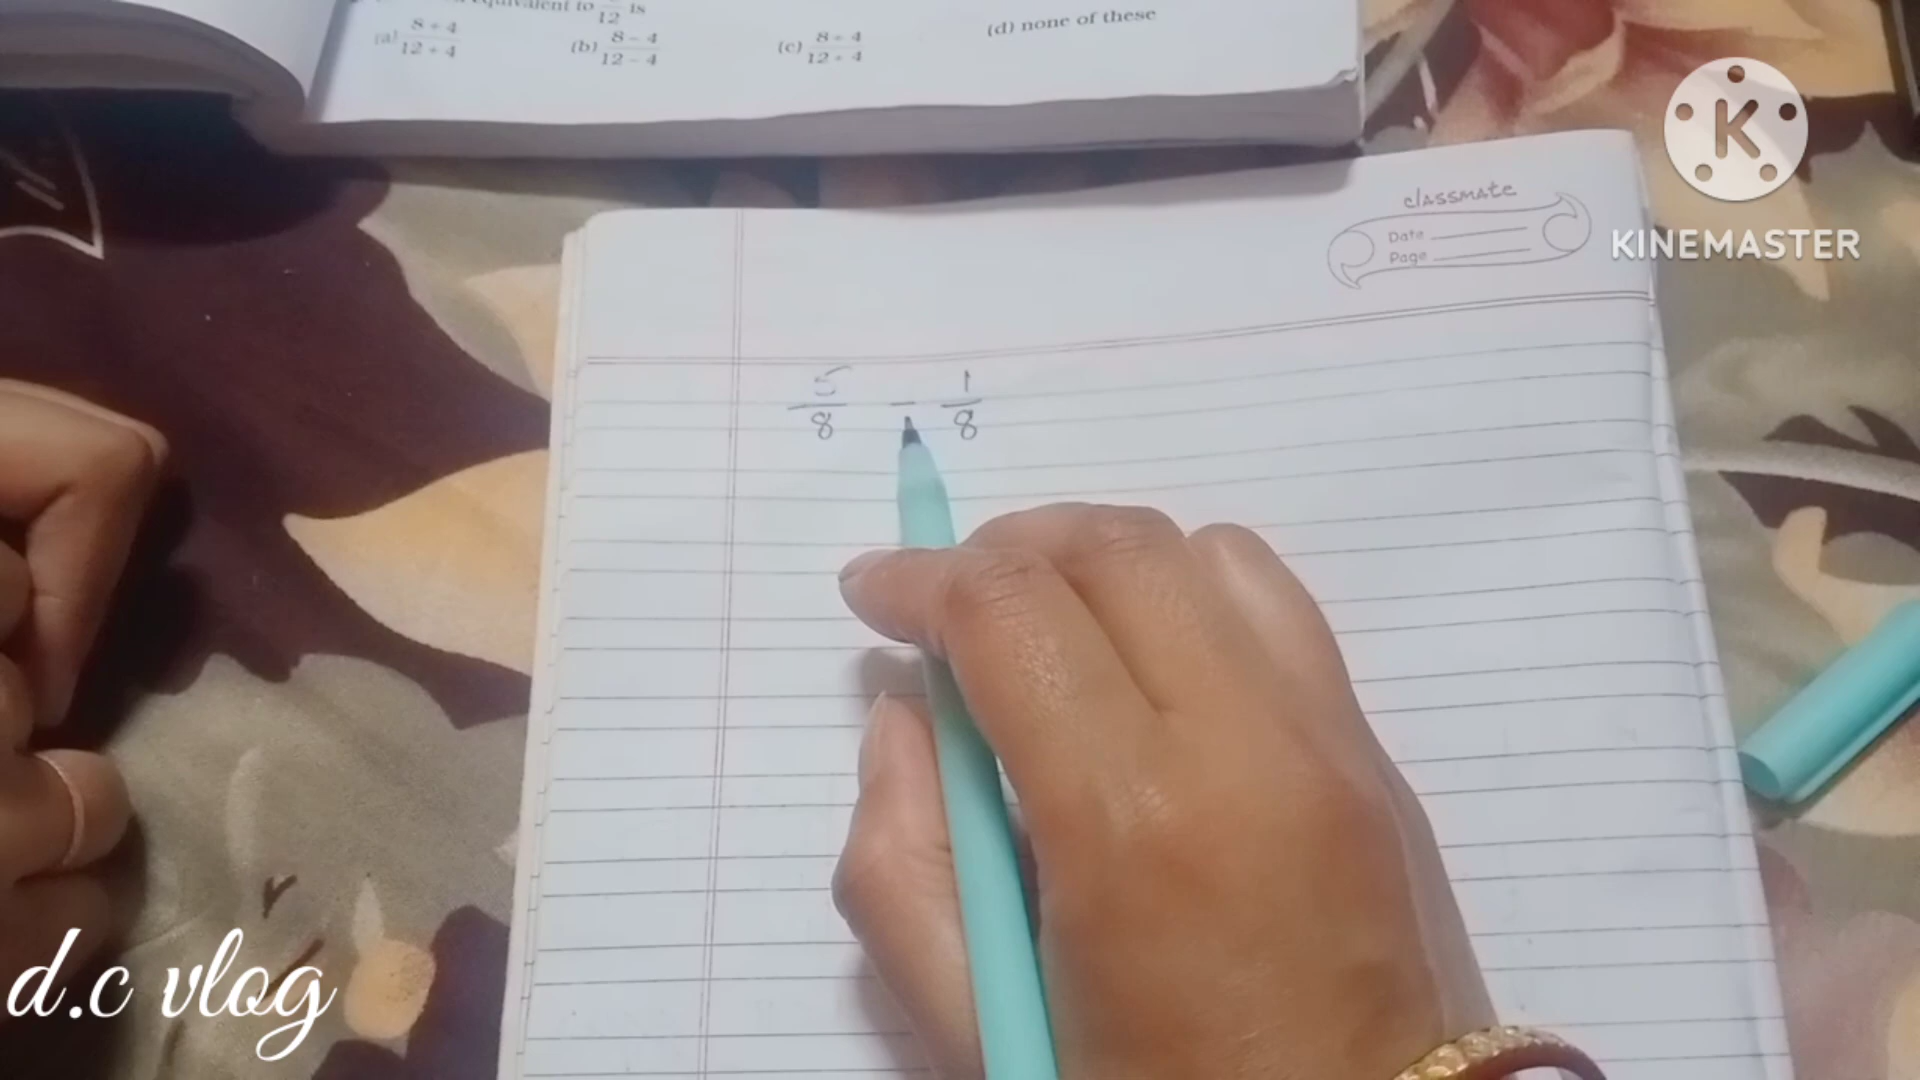 equivalent to /12 is
(a) 8 + 4/12 + 4 (b) 8 - 4/12 - 4 (c) 8 ÷ 4/12 ÷ 4 (d) none of these
K
KINEMASTER
classmate
Date
Page
5/8 - 1/8
d.c vlog